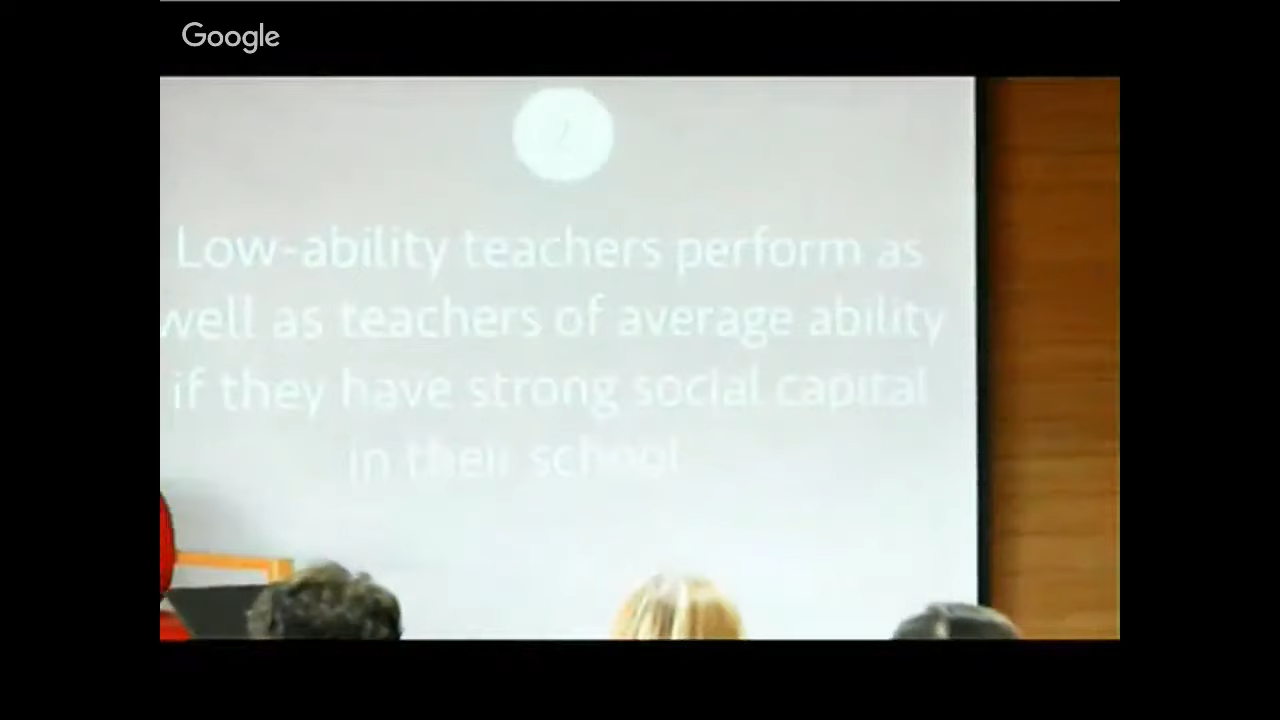 Google
2
Low-ability teachers perform as
well as teachers of average ability
if they have strong social capital
in their school